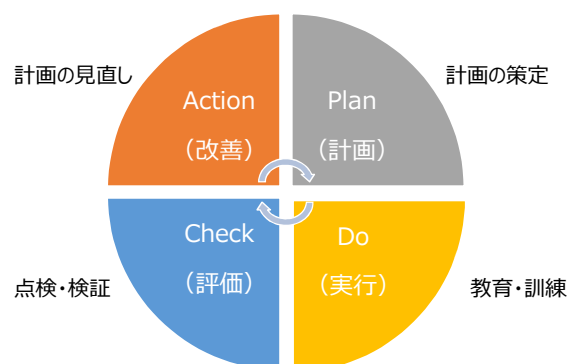 計画の見直し
Action
（改善）
Plan
（計画）
計画の策定
点検・検証
Check
（評価）
Do
（実行）
教育・訓練